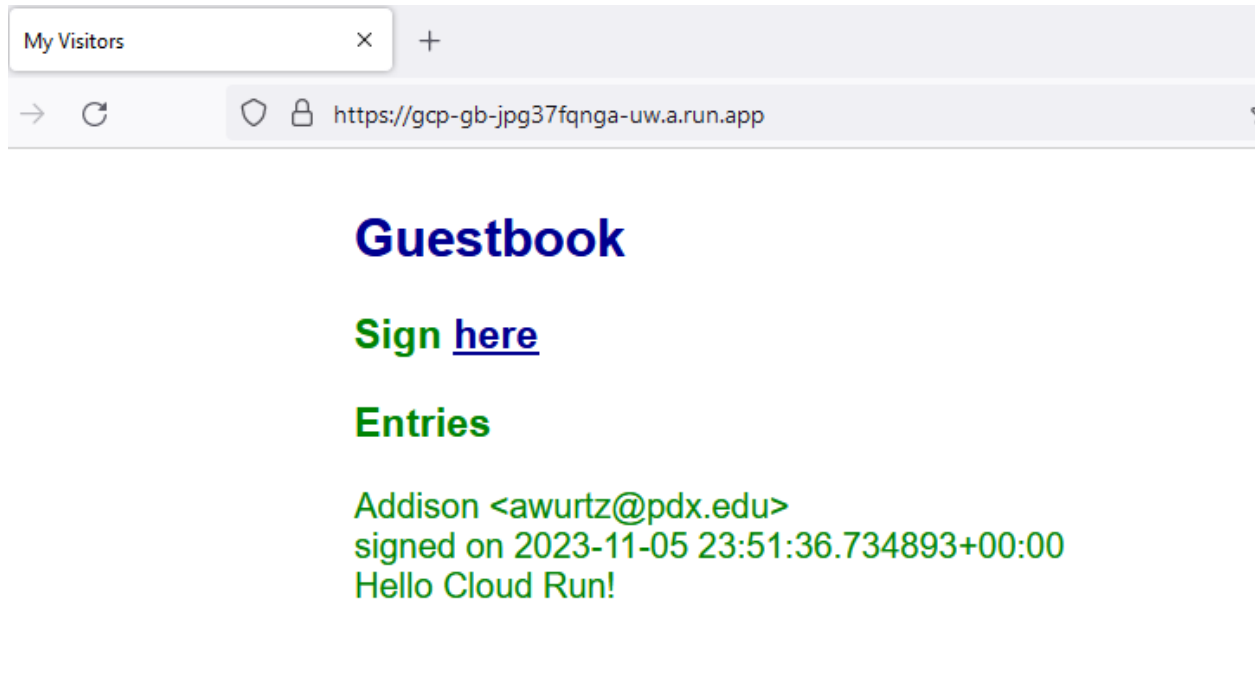 My Visitors
https://gcp-gb-jpg37fqnga-uw.a.run.app
Guestbook
Sign here
Entries
Addison <awurtz@pdx.edu>
signed on 2023-11-05 23:51:36.734893+00:00
Hello Cloud Run!